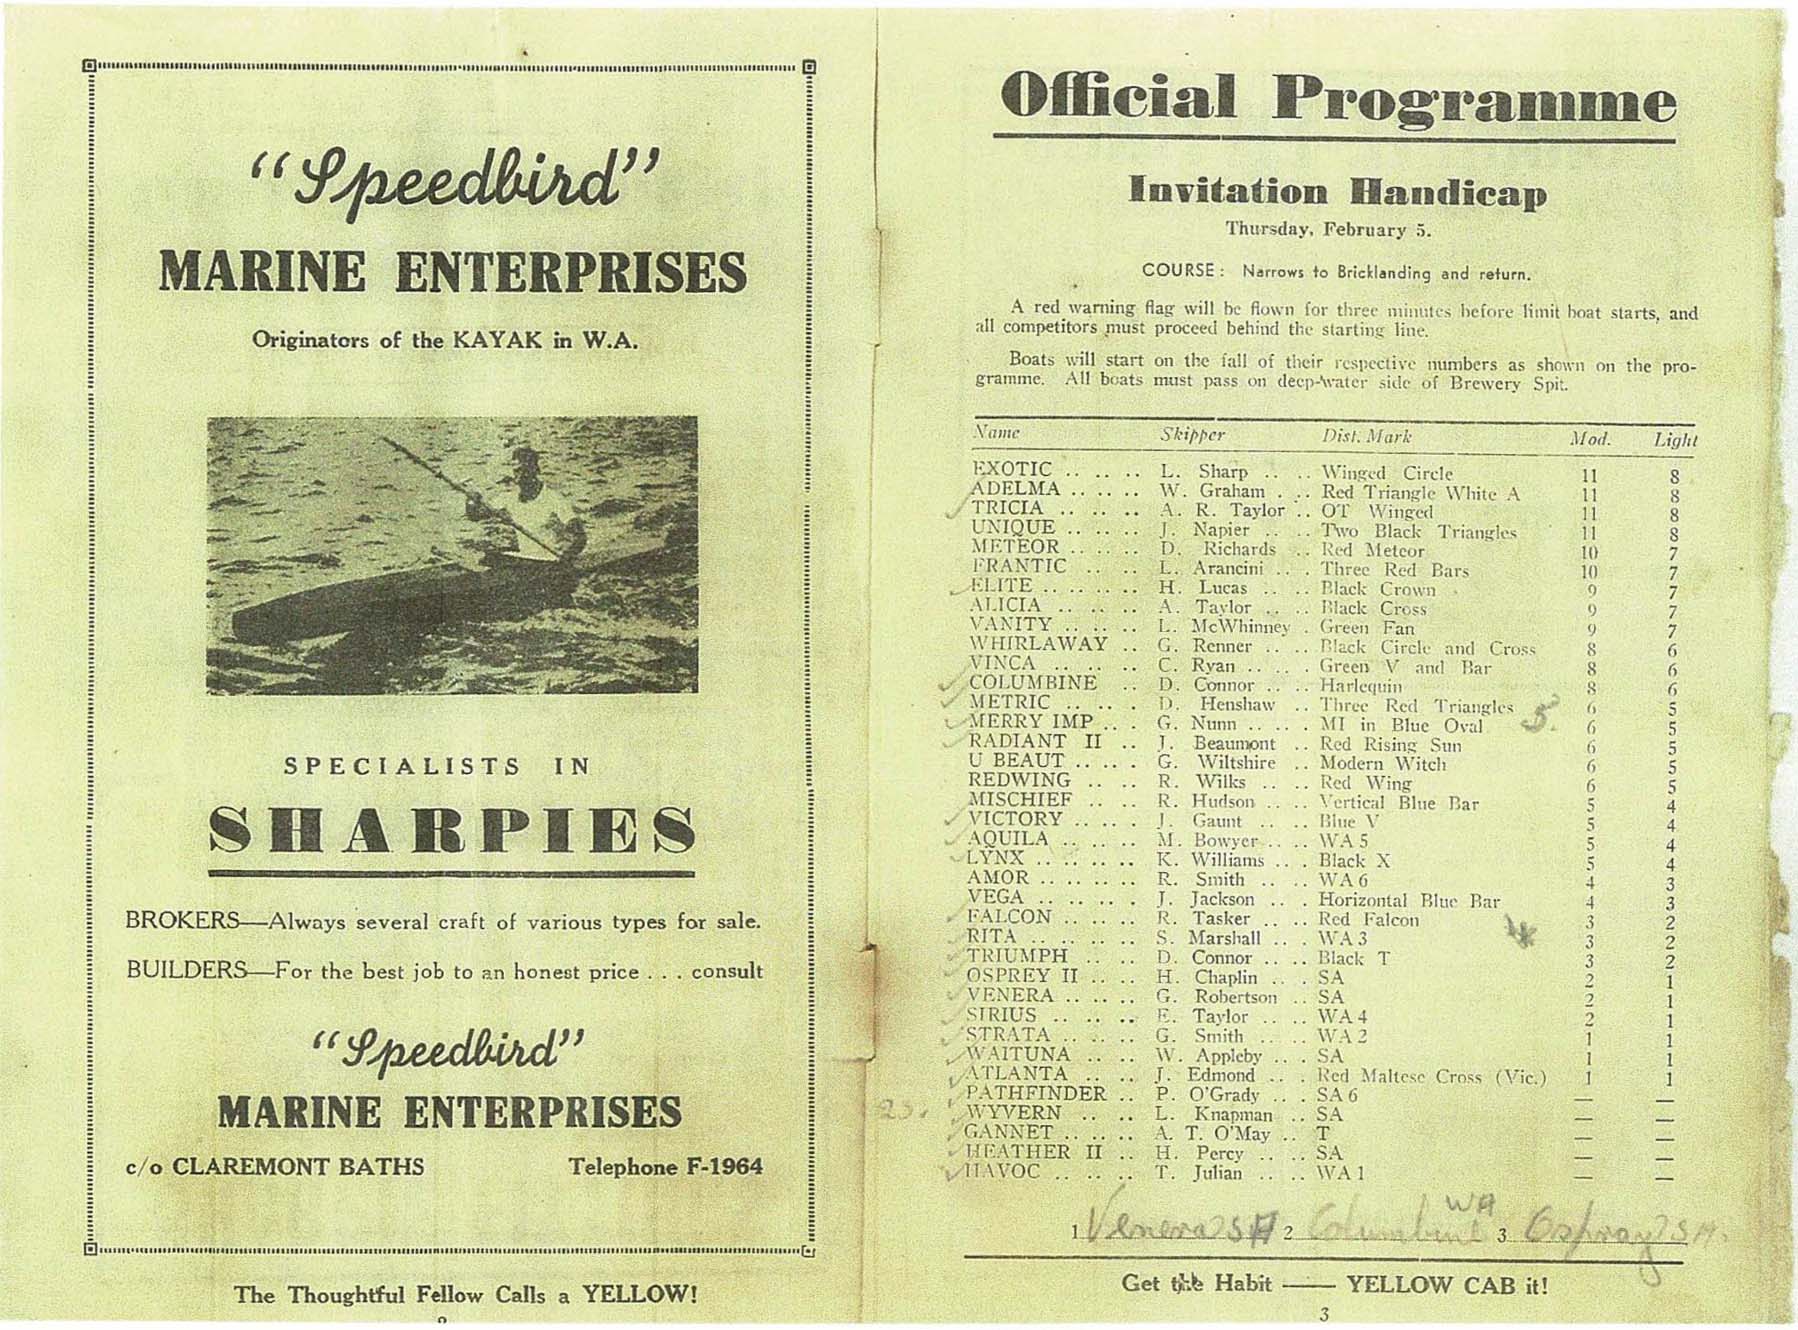 "Speedbird"
MARINE ENTERPRISES
Originators of the KAYAK in W.A.
SPECIALISTS IN
SHARPIES
BROKERS—Always several craft of various types for sale.
BUILDERS—For the best job to an honest price . . . consult
"Speedbird"
MARINE ENTERPRISES
c/o CLAREMONT BATHS Telephone F-1964
The Thoughtful Fellow Calls a YELLOW!
Official Programme
Invitation Handicap
Thursday, February 5.
COURSE: Narrows to Bricklanding and return.
A red warning flag will be flown for three minutes before limit boat starts, and
all competitors must proceed behind the starting line.
Boats will start on the fall of their respective numbers as shown on the pro-
gramme. All boats must pass on deep-water side of Brewery Spit.
Name Skipper Dist. Mark Mod. Light
EXOTIC .. .. .. L. Sharp .. .. Winged Circle 11 8
ADELMA .. .. .. W. Graham . .. Red Triangle White A 11 8
TRICIA .. .. .. A. R. Taylor .. OT Winged 11 8
UNIQUE .. .. .. J. Napier .. .. Two Black Triangles 11 8
METEOR .. .. .. D. Richards .. Red Meteor 10 7
FRANTIC .. .. L. Arancini .. . Three Red Bars 10 7
ELITE .. .. .. .. H. Lucas .. .. Black Crown 9 7
ALICIA .. .. .. A. Taylor .. .. Black Cross 9 7
VANITY .. .. .. L. McWhinney . Green Fan 9 7
WHIRLAWAY .. G. Renner .. .. Black Circle and Cross 8 6
VINCA .. .. .. C. Ryan .. .. Green V and Bar 8 6
COLUMBINE .. D. Connor .. .. Harlequin 8 6
METRIC .. .. .. D. Henshaw .. Three Red Triangles 6 5
MERRY IMP .. . G. Nunn .. .. . MI in Blue Oval 5. 6 5
RADIANT II .. J. Beaumont .. Red Rising Sun 6 5
U BEAUT .. .. . G. Wiltshire .. Modern Witch 6 5
REDWING .. .. R. Wilks .. .. Red Wing 6 5
MISCHIEF .. .. R. Hudson .. .. Vertical Blue Bar 5 4
VICTORY .. .. . J. Gaunt .. .. Blue V 5 4
AQUILA .. .. .. M. Bowyer .. .. WA 5 5 4
LYNX .. .. .. .. K. Williams .. . Black X 5 4
AMOR .. .. .. .. R. Smith .. .. WA 6 4 3
VEGA .. .. .. . J. Jackson .. . Horizontal Blue Bar 4 3
FALCON .. .. .. R. Tasker .. .. Red Falcon 3 2
RITA .. .. .. .. S. Marshall .. . WA 3 3 2
TRIUMPH .. .. D. Connor .. .. Black T 3 2
OSPREY II .. .. H. Chaplin .. . SA 2 1
VENERA .. .. .. G. Robertson .. SA 2 1
SIRIUS .. .. .. E. Taylor .. .. WA 4 2 1
STRATA .. .. .. G. Smith .. .. WA 2 1 1
WAITUNA .. .. W. Appleby .. . SA 1 1
ATLANTA .. .. J. Edmond .. . Red Maltese Cross (Vic.) 1 1
PATHFINDER .. P. O'Grady .. . SA 6 — —
23. WYVERN .. .. L. Knapman .. SA — —
GANNET .. .. .. A. T. O'May .. T — —
HEATHER II .. H. Percy .. .. SA — —
HAVOC .. .. .. T. Julian .. .. WA 1 — —
1 Venera SA 2 Columbine WA 3 Osprey SA.
Get the Habit —— YELLOW CAB it!
3